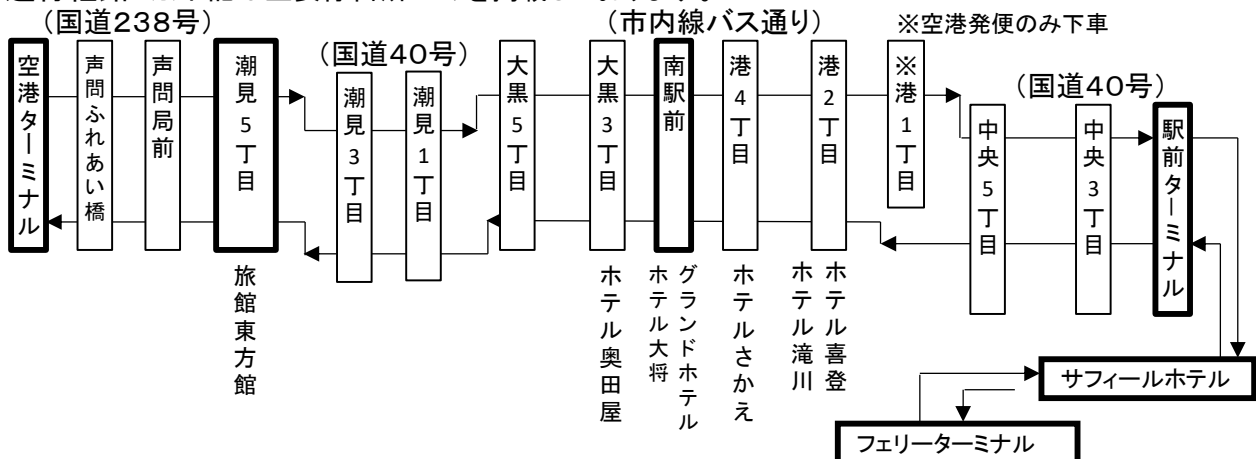 (国道238号)
(市内線バス通り)
※空港発便のみ下車
(国道40号)
(国道40号)
空港ターミナル
声問ふれあい橋
声問局前
潮見5丁目
潮見3丁目
潮見1丁目
大黒5丁目
大黒3丁目
南駅前
港4丁目
港2丁目
※港1丁目
中央5丁目
中央3丁目
駅前ターミナル
旅館東方館
ホテル奥田屋
グランドホテル
ホテル大将
ホテルさかえ
ホテル喜登
ホテル滝川
サフィールホテル
フェリーターミナル